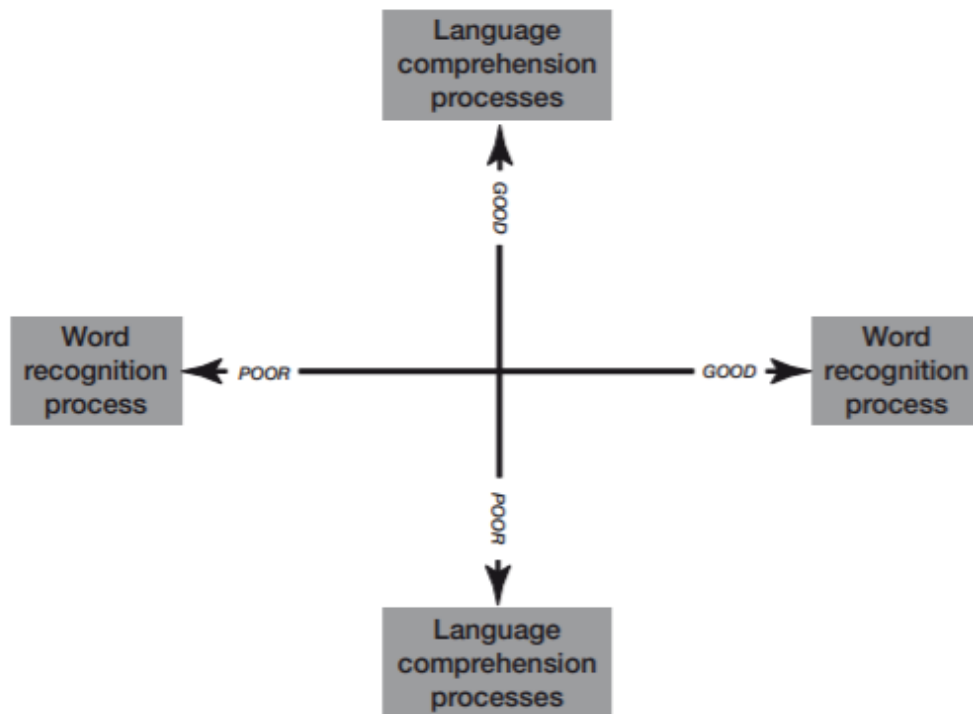 Language
comprehension
processes
GOOD
Word
recognition
process
POOR
GOOD
Word
recognition
process
POOR
Language
comprehension
processes